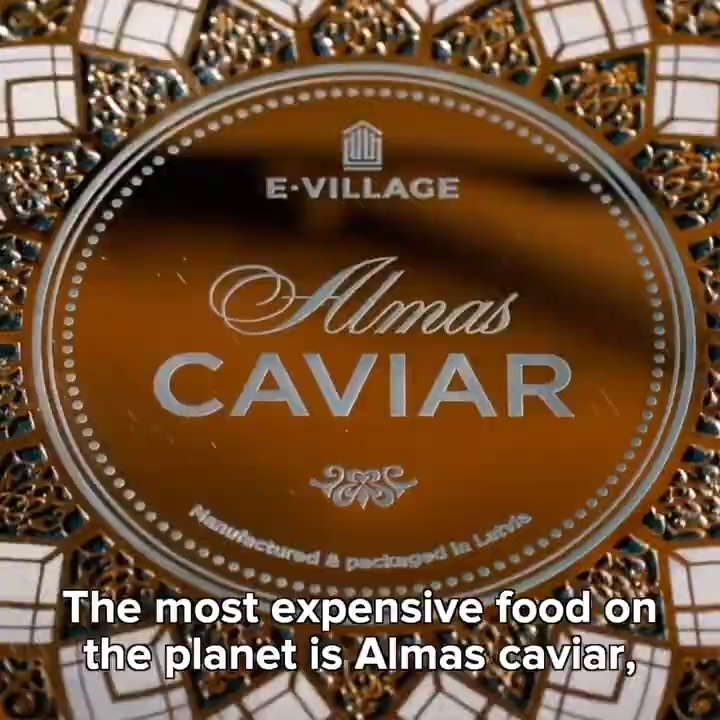 E·VILLAGE
Almas
CAVIAR
Manufactured & packaged in Latvia
The most expensive food on
the planet is Almas caviar,